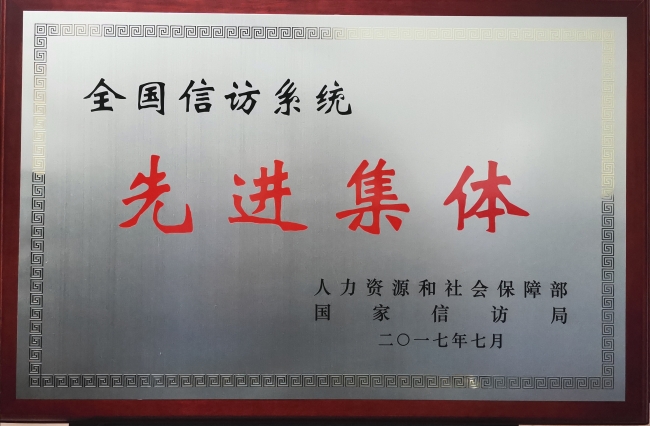 全国信访系统
先进集体
人力资源和社会保障部
国家信访局
二〇一七年七月